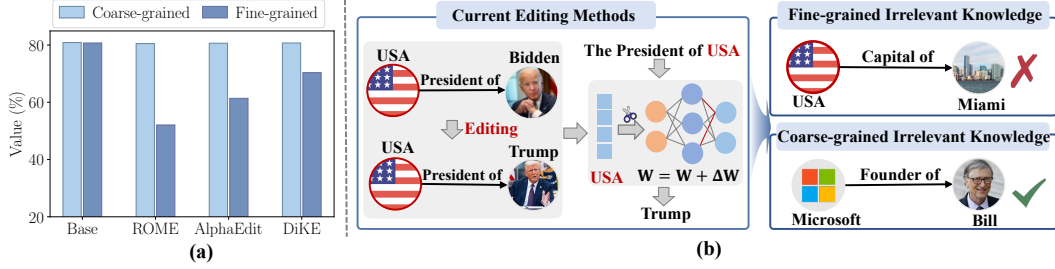 Coarse-grained
Fine-grained
Value (%)
80
60
40
20
Base
ROME
AlphaEdit
DiKE
(a)
Current Editing Methods
USA
President of
Bidden
Editing
USA
President of
Trump
The President of USA
USA
W = W + ΔW
Trump
(b)
Fine-grained Irrelevant Knowledge
USA
Capital of
Miami
Coarse-grained Irrelevant Knowledge
Microsoft
Founder of
Bill